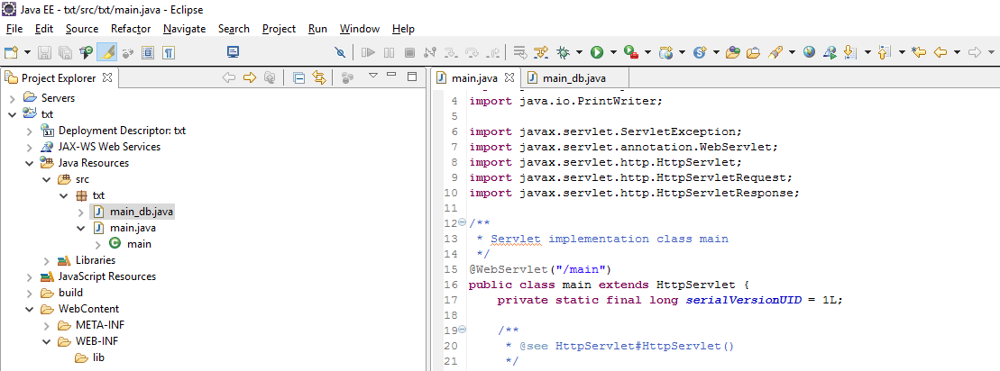 Java EE - txt/src/txt/main.java - Eclipse
File Edit Source Refactor Navigate Search Project Run Window Help
Project Explorer
Servers
txt
3.1 Deployment Descriptor: txt
JAX-WS Web Services
Java Resources
src
txt
main_db.java
main.java
main
Libraries
JavaScript Resources
build
WebContent
META-INF
WEB-INF
lib
main.java main_db.java
4 import java.io.PrintWriter;
5
6 import javax.servlet.ServletException;
7 import javax.servlet.annotation.WebServlet;
8 import javax.servlet.http.HttpServlet;
9 import javax.servlet.http.HttpServletRequest;
10 import javax.servlet.http.HttpServletResponse;
11
12 /**
13 * Servlet implementation class main
14 */
15 @WebServlet("/main")
16 public class main extends HttpServlet {
17 private static final long serialVersionUID = 1L;
18
19 /**
20 * @see HttpServlet#HttpServlet()
21 */